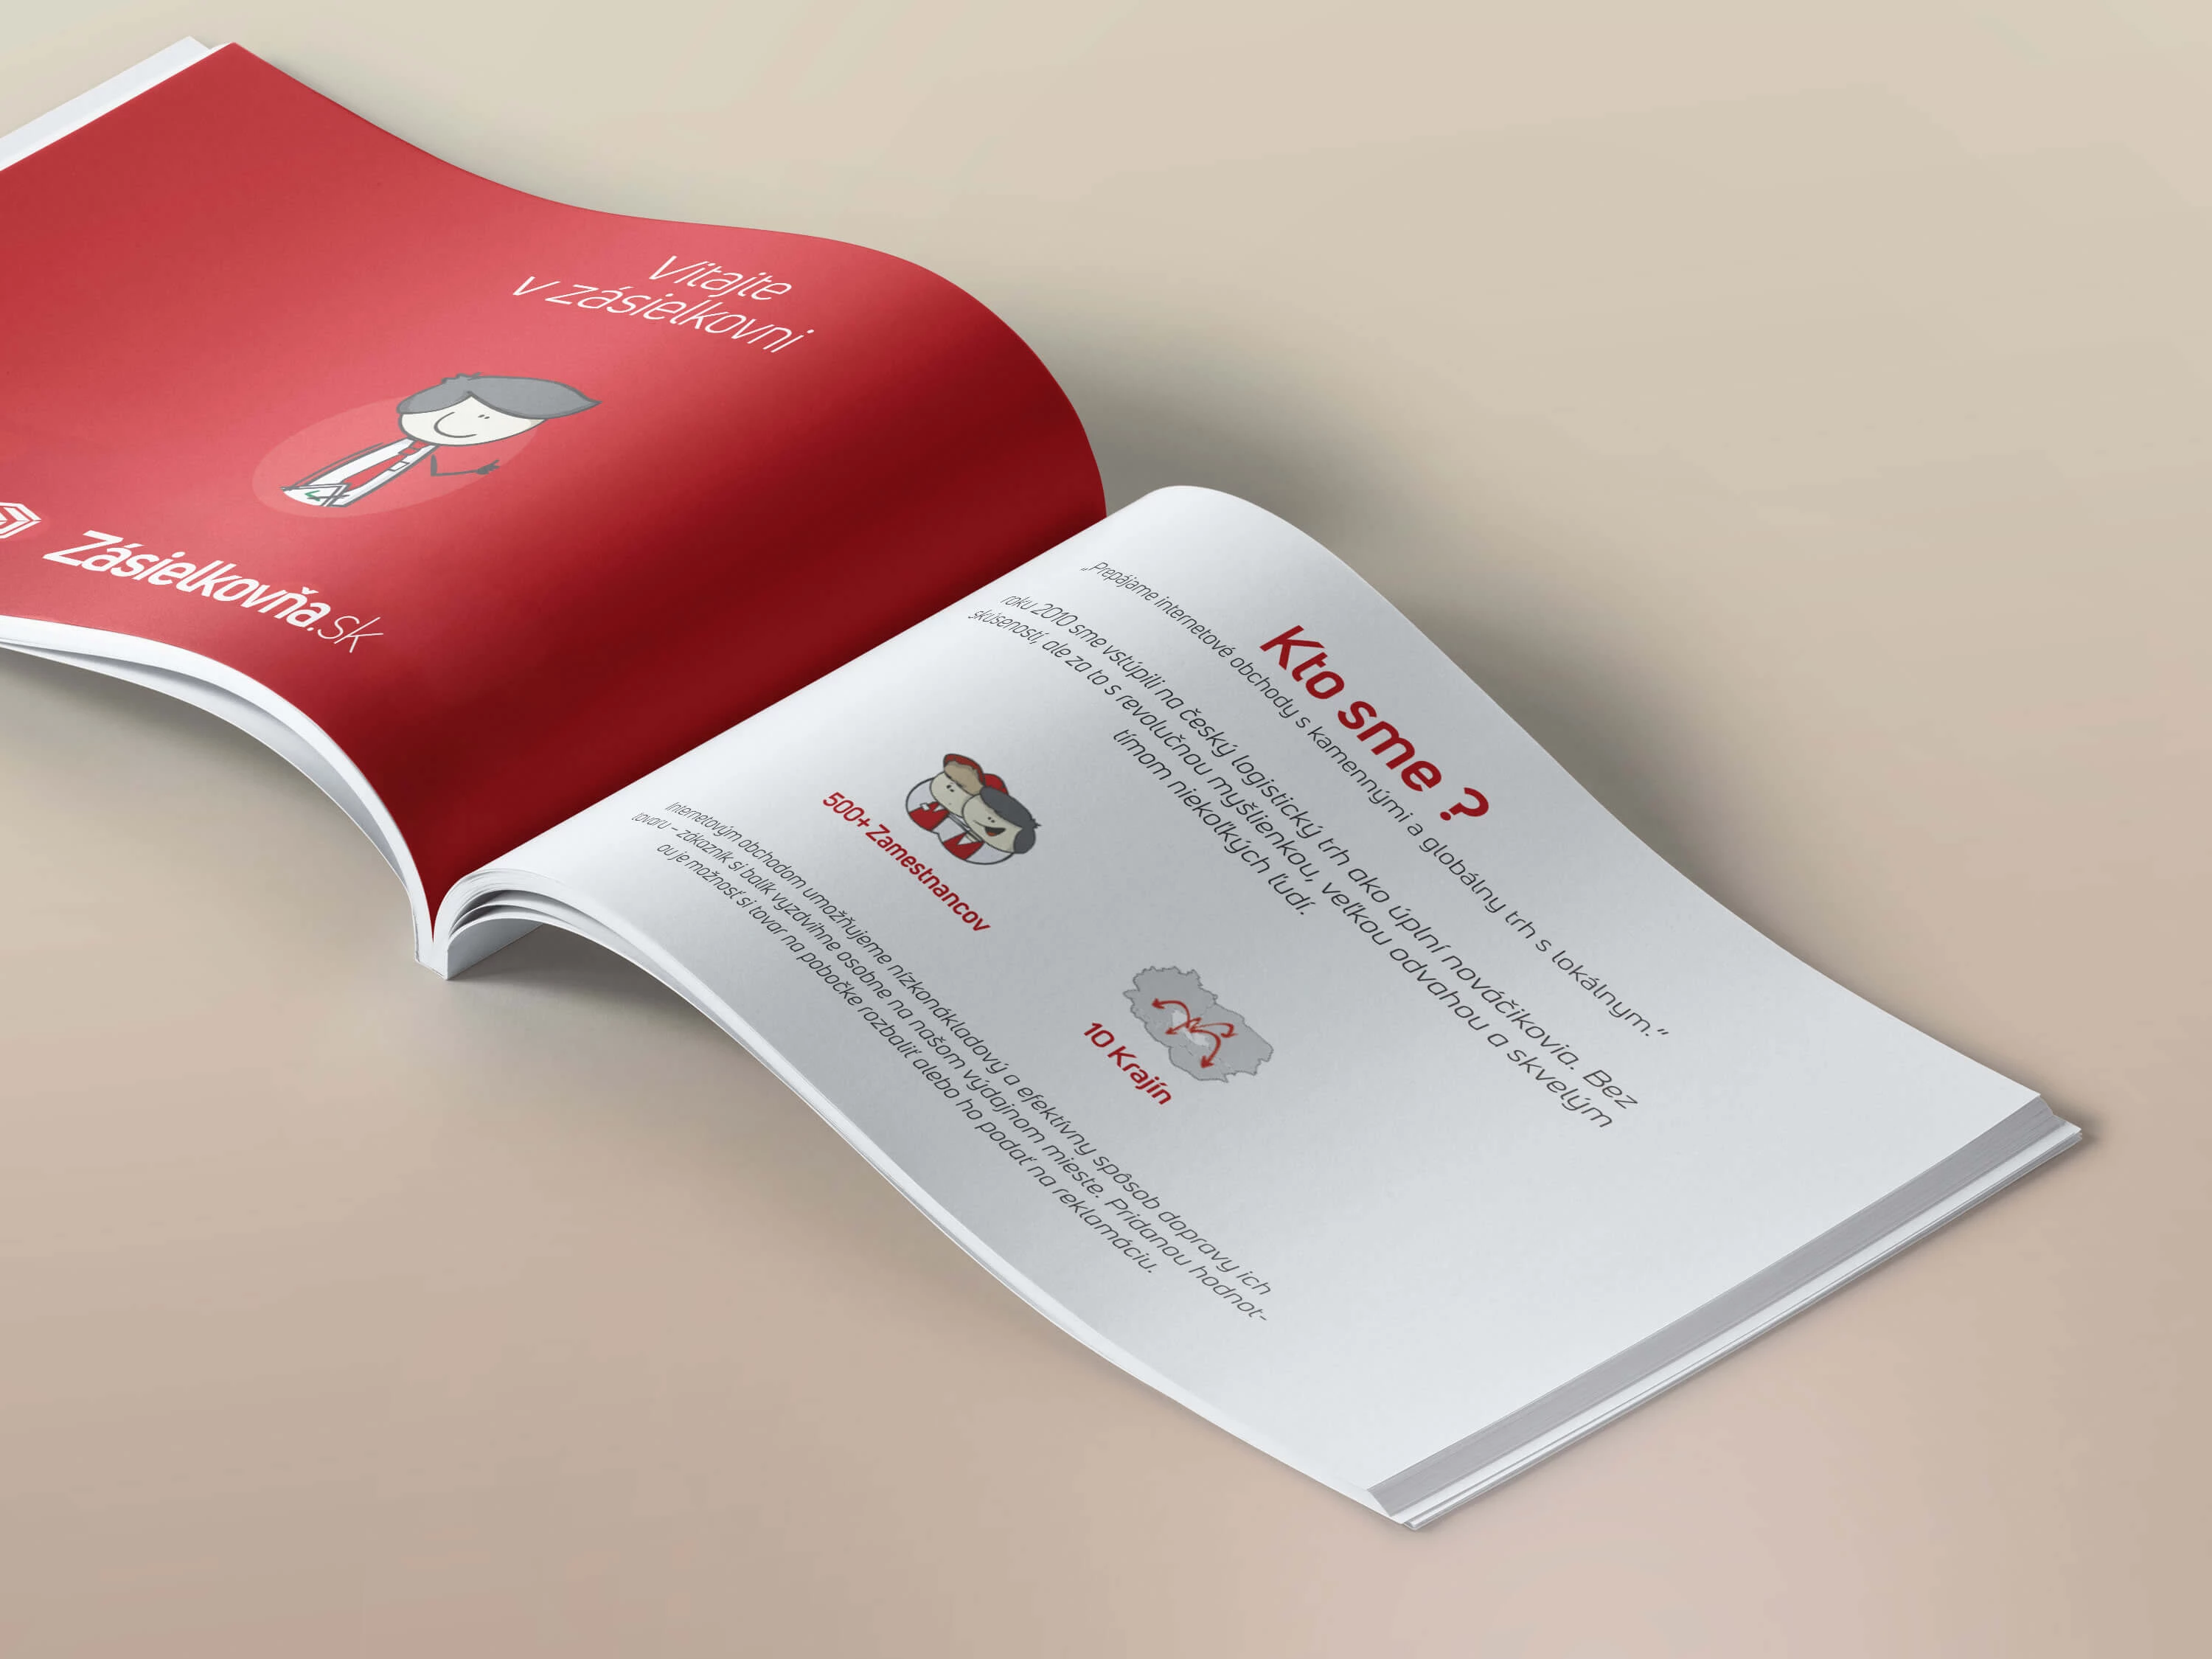 Vitajte
v zásielkovni
Zásielkovňa.sk
Kto sme ?
„Prepájame internetové obchody s kamennými a globálny trh s lokálnym.“
roku 2010 sme vstúpili na český logistický trh ako úplní nováčikovia. Bez
skúseností, ale za to s revolučnou myšlienkou, veľkou odvahou a skvelým
tímom niekoľkých ľudí.
500+ Zamestnancov
10 Krajín
Internetovým obchodom umožňujeme nízkonákladový a efektívny spôsob dopravy ich
tovaru – zákazník si balík vyzdvihne osobne na našom výdajnom mieste. Pridanou hodnot-
ou je možnosť si tovar na pobočke rozbaliť alebo ho podať na reklamáciu.